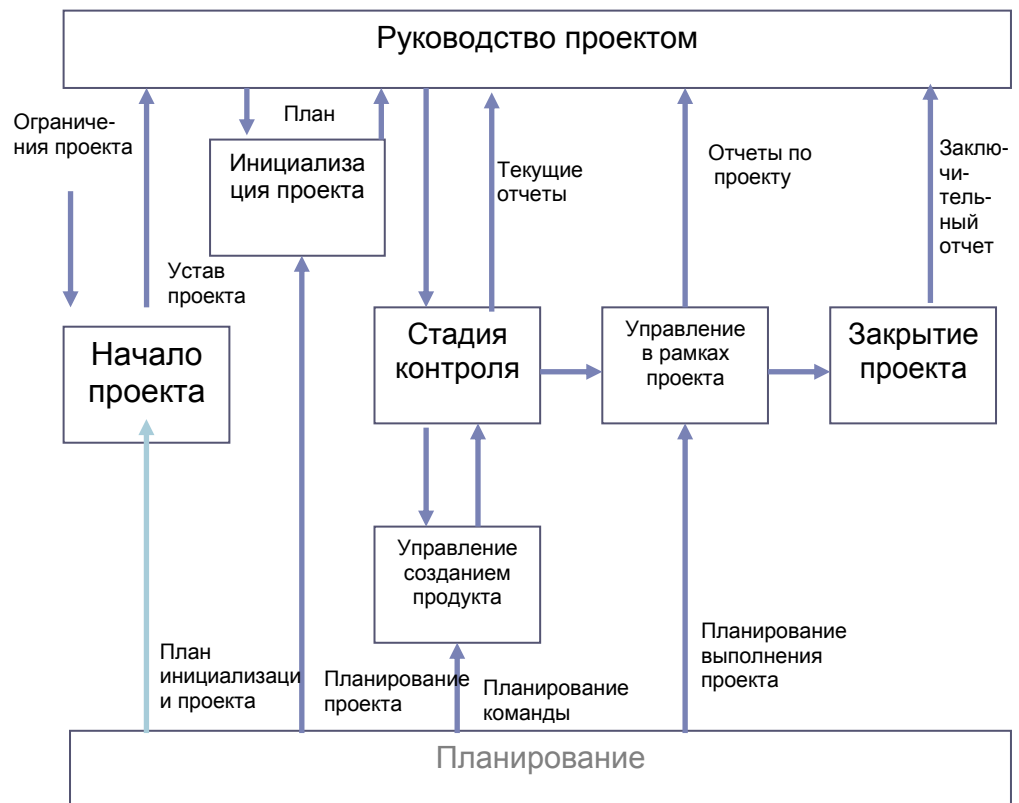 Руководство проектом
Ограниче-
ния проекта
План
Инициализа
ция проекта
Текущие
отчеты
Отчеты по
проекту
Заклю-
чи-
тель-
ный
отчет
Устав
проекта
Начало
проекта
Стадия
контроля
Управление
в рамках
проекта
Закрытие
проекта
Управление
созданием
продукта
План
инициализаци
и проекта
Планирование
проекта
Планирование
команды
Планирование
выполнения
проекта
Планирование